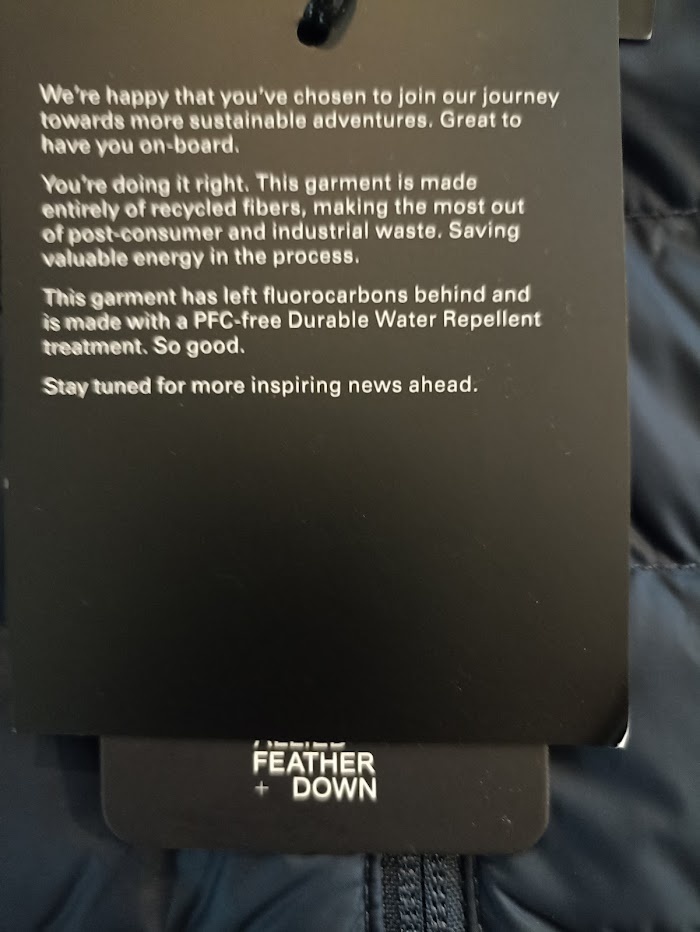 We're happy that you've chosen to join our journey
towards more sustainable adventures. Great to
have you on-board.
You're doing it right. This garment is made
entirely of recycled fibers, making the most out
of post-consumer and industrial waste. Saving
valuable energy in the process.
This garment has left fluorocarbons behind and
is made with a PFC-free Durable Water Repellent
treatment. So good.
Stay tuned for more inspiring news ahead.
FEATHER
+ DOWN